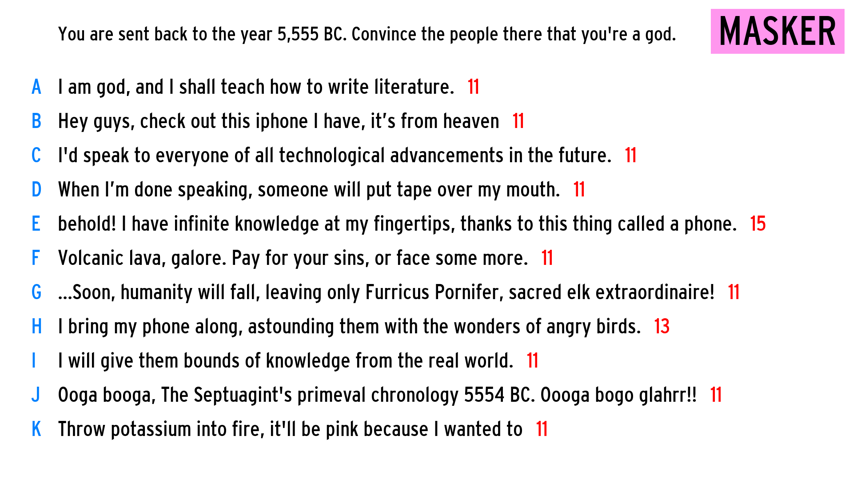 You are sent back to the year 5,555 BC. Convince the people there that you're a god.
MASKER
A I am god, and I shall teach how to write literature. 11
B Hey guys, check out this iphone I have, it’s from heaven 11
C I'd speak to everyone of all technological advancements in the future. 11
D When I’m done speaking, someone will put tape over my mouth. 11
E behold! I have infinite knowledge at my fingertips, thanks to this thing called a phone. 15
F Volcanic lava, galore. Pay for your sins, or face some more. 11
G ...Soon, humanity will fall, leaving only Furricus Pornifer, sacred elk extraordinaire! 11
H I bring my phone along, astounding them with the wonders of angry birds. 13
I I will give them bounds of knowledge from the real world. 11
J Ooga booga, The Septuagint's primeval chronology 5554 BC. Oooga bogo glahrr!! 11
K Throw potassium into fire, it'll be pink because I wanted to 11